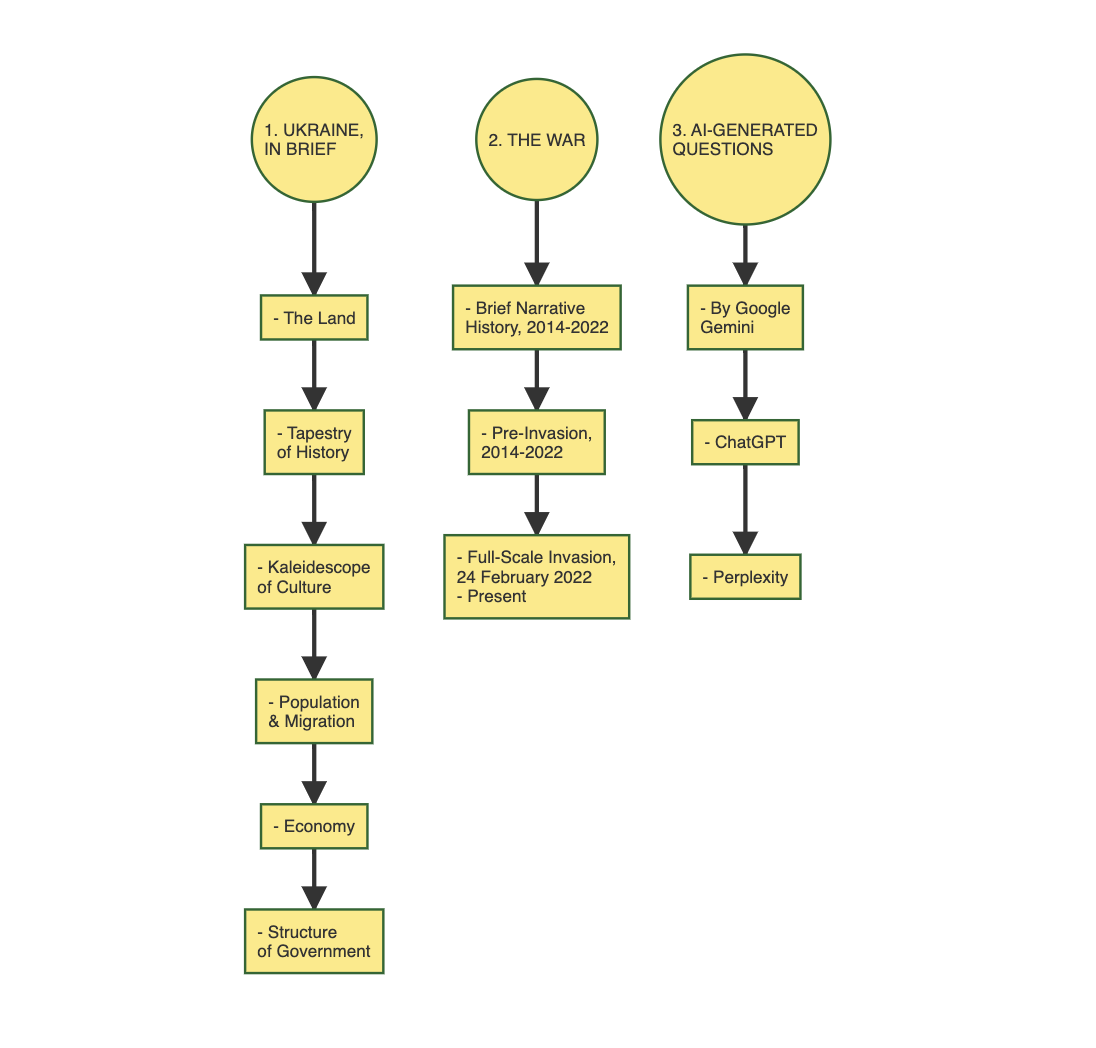 1. UKRAINE,
IN BRIEF
- The Land
- Tapestry
of History
- Kaleidescope
of Culture
- Population
& Migration
- Economy
- Structure
of Government
2. THE WAR
- Brief Narrative
History, 2014-2022
- Pre-Invasion,
2014-2022
- Full-Scale Invasion,
24 February 2022
- Present
3. AI-GENERATED
QUESTIONS
- By Google
Gemini
- ChatGPT
- Perplexity